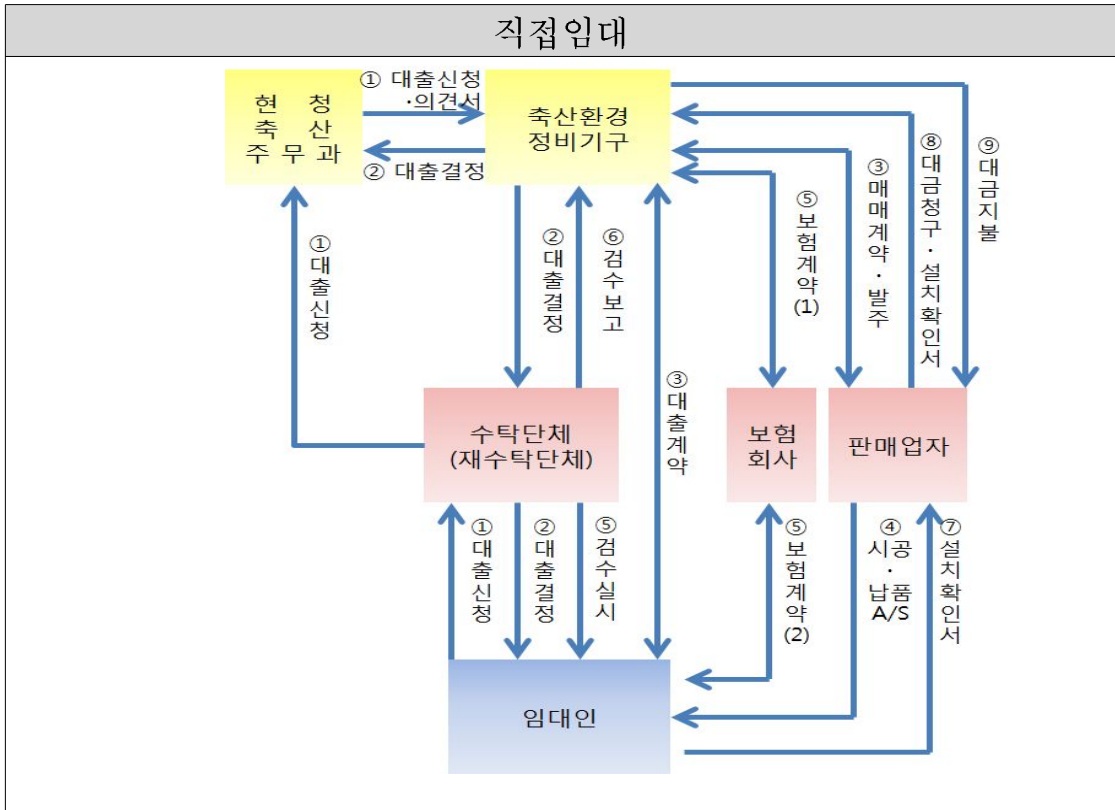 직접임대
현 청
축 산
주 무 과
① 대출신청
·의견서
② 대출결정
축산환경
정비기구
①대출신청
②대출결정
⑥검수보고
③대출계약
⑤보험계약(1)
③매매계약·발주
⑧대금청구·설치확인서
⑨대금지불
수탁단체
(재수탁단체)
보험
회사
판매업자
①대출신청
②대출결정
⑤검수실시
⑤보험계약(2)
④
시공
·
납품
A/S
⑦설치확인서
임대인